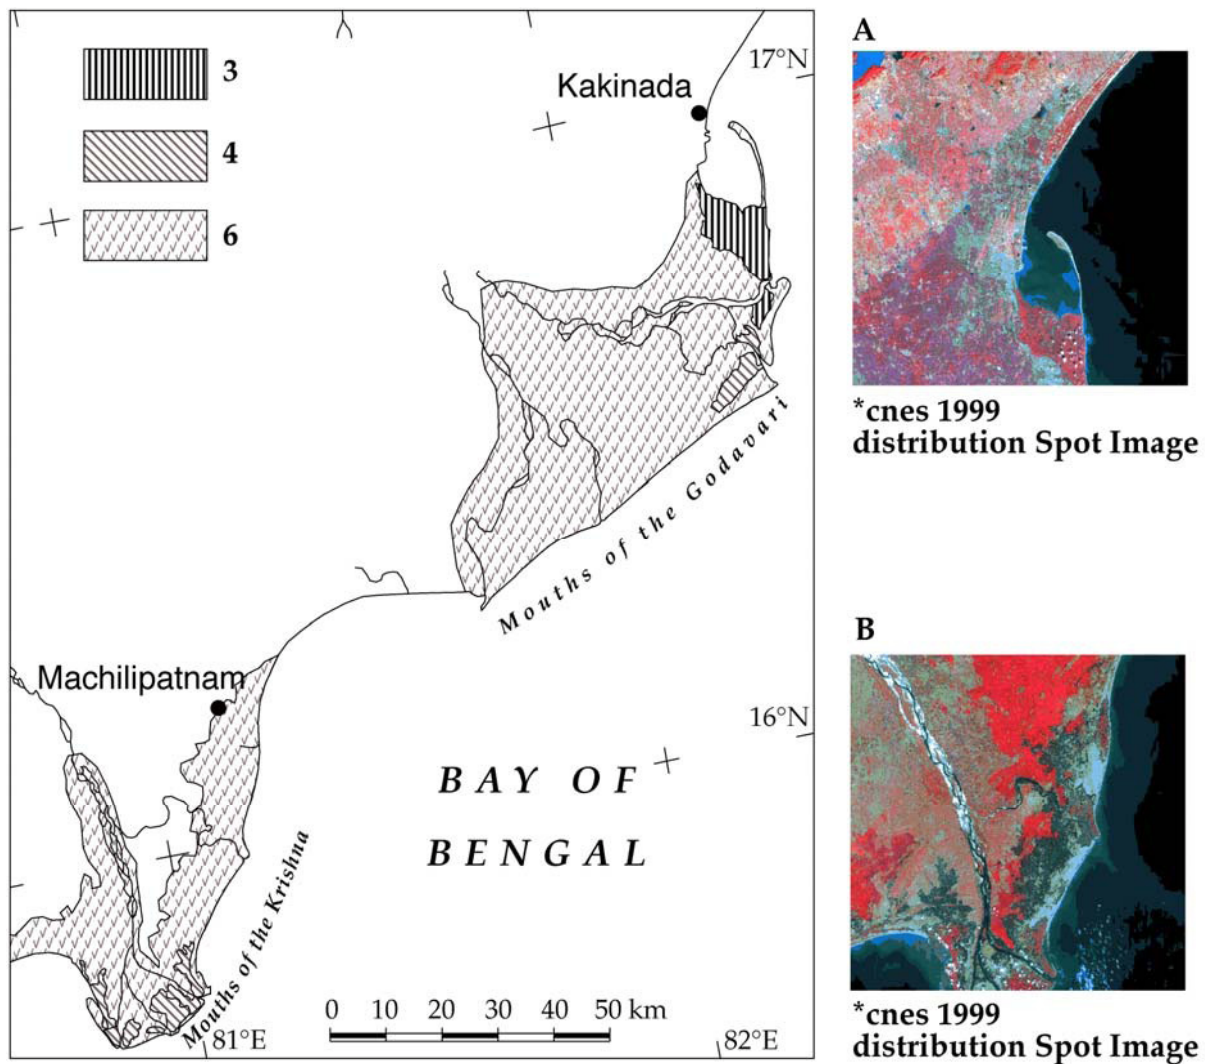 3
4
6
Kakinada
17°N
Mouths of the Godavari
Machilipatnam
16°N
BAY OF
BENGAL
Mouths of the Krishna
0 10 20 30 40 50 km
81°E
82°E
A
*cnes 1999
distribution Spot Image
B
*cnes 1999
distribution Spot Image